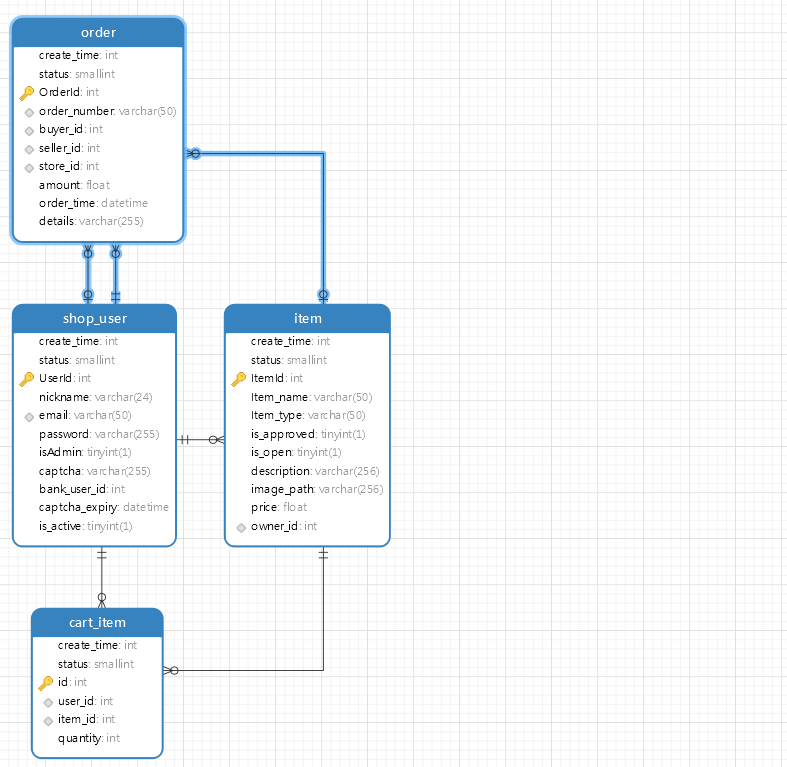 order
create_time: int
status: smallint
OrderId: int
order_number: varchar(50)
buyer_id: int
seller_id: int
store_id: int
amount: float
order_time: datetime
details: varchar(255)
shop_user
create_time: int
status: smallint
UserId: int
nickname: varchar(24)
email: varchar(50)
password: varchar(255)
isAdmin: tinyint(1)
captcha: varchar(255)
bank_user_id: int
captcha_expiry: datetime
is_active: tinyint(1)
item
create_time: int
status: smallint
ItemId: int
Item_name: varchar(50)
Item_type: varchar(50)
is_approved: tinyint(1)
is_open: tinyint(1)
description: varchar(256)
image_path: varchar(256)
price: float
owner_id: int
cart_item
create_time: int
status: smallint
id: int
user_id: int
item_id: int
quantity: int